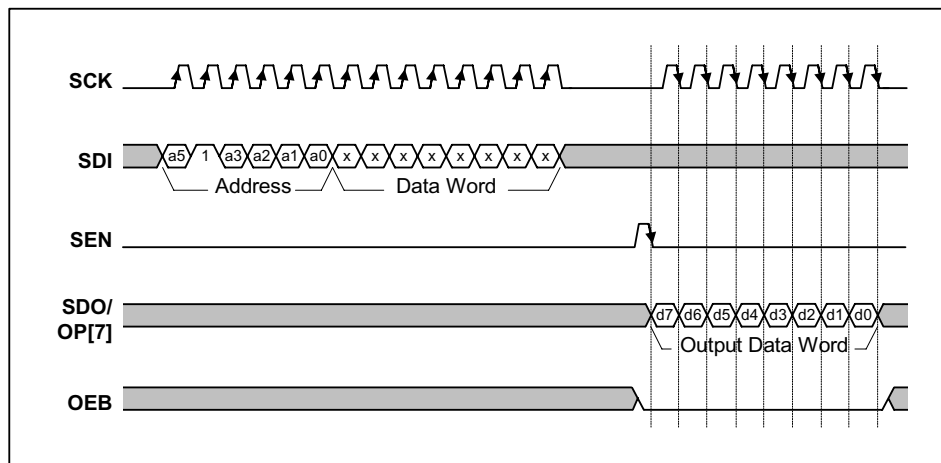 SCK
SDI a5 1 a3 a2 a1 a0 x x x x x x x x
Address Data Word
SEN
SDO/
OP[7] d7 d6 d5 d4 d3 d2 d1 d0
Output Data Word
OEB